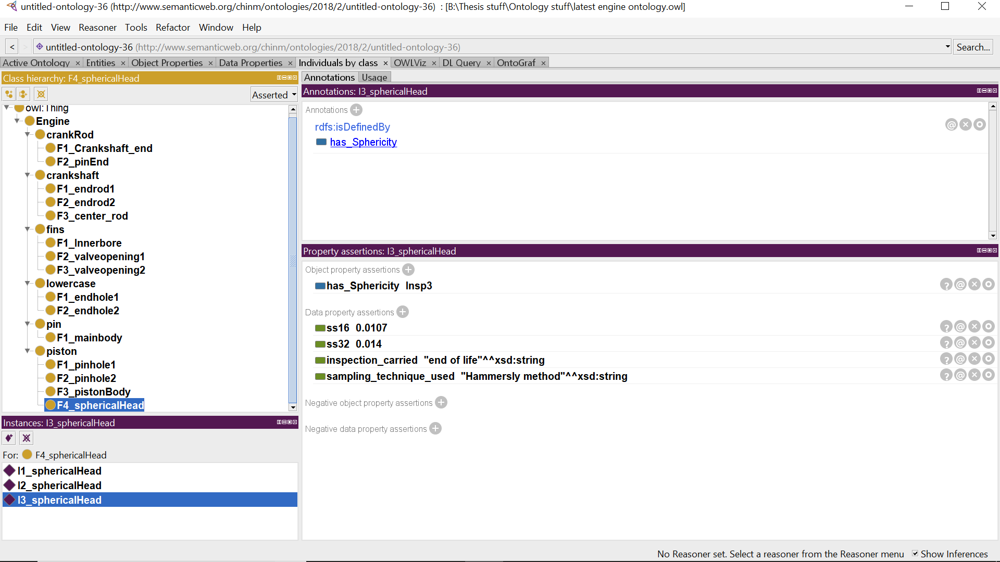 untitled-ontology-36 (http://www.semanticweb.org/chinm/ontologies/2018/2/untitled-ontology-36) : [B:\Thesis stuff\Ontology stuff\latest engine ontology.owl]
File Edit View Reasoner Tools Refactor Window Help
< > untitled-ontology-36 (http://www.semanticweb.org/chinm/ontologies/2018/2/untitled-ontology-36) Search...
Active Ontology × Entities × Object Properties × Data Properties × Individuals by class × OWLViz × DL Query × OntoGraf ×
Class hierarchy: F4_sphericalHead
Asserted
owl:Thing
Engine
crankRod
F1_Crankshaft_end
F2_pinEnd
crankshaft
F1_endrod1
F2_endrod2
F3_center_rod
fins
F1_Innerbore
F2_valveopening1
F3_valveopening2
lowercase
F1_endhole1
F2_endhole2
pin
F1_mainbody
piston
F1_pinhole1
F2_pinhole2
F3_pistonBody
F4_sphericalHead
Instances: I3_sphericalHead
For: F4_sphericalHead
I1_sphericalHead
I2_sphericalHead
I3_sphericalHead
Annotations Usage
Annotations: I3_sphericalHead
Annotations
rdfs:isDefinedBy
has_Sphericity
Property assertions: I3_sphericalHead
Object property assertions
has_Sphericity Insp3
Data property assertions
ss16 0.0107
ss32 0.014
inspection_carried "end of life"^^xsd:string
sampling_technique_used "Hammersly method"^^xsd:string
Negative object property assertions
Negative data property assertions
No Reasoner set. Select a reasoner from the Reasoner menu Show Inferences